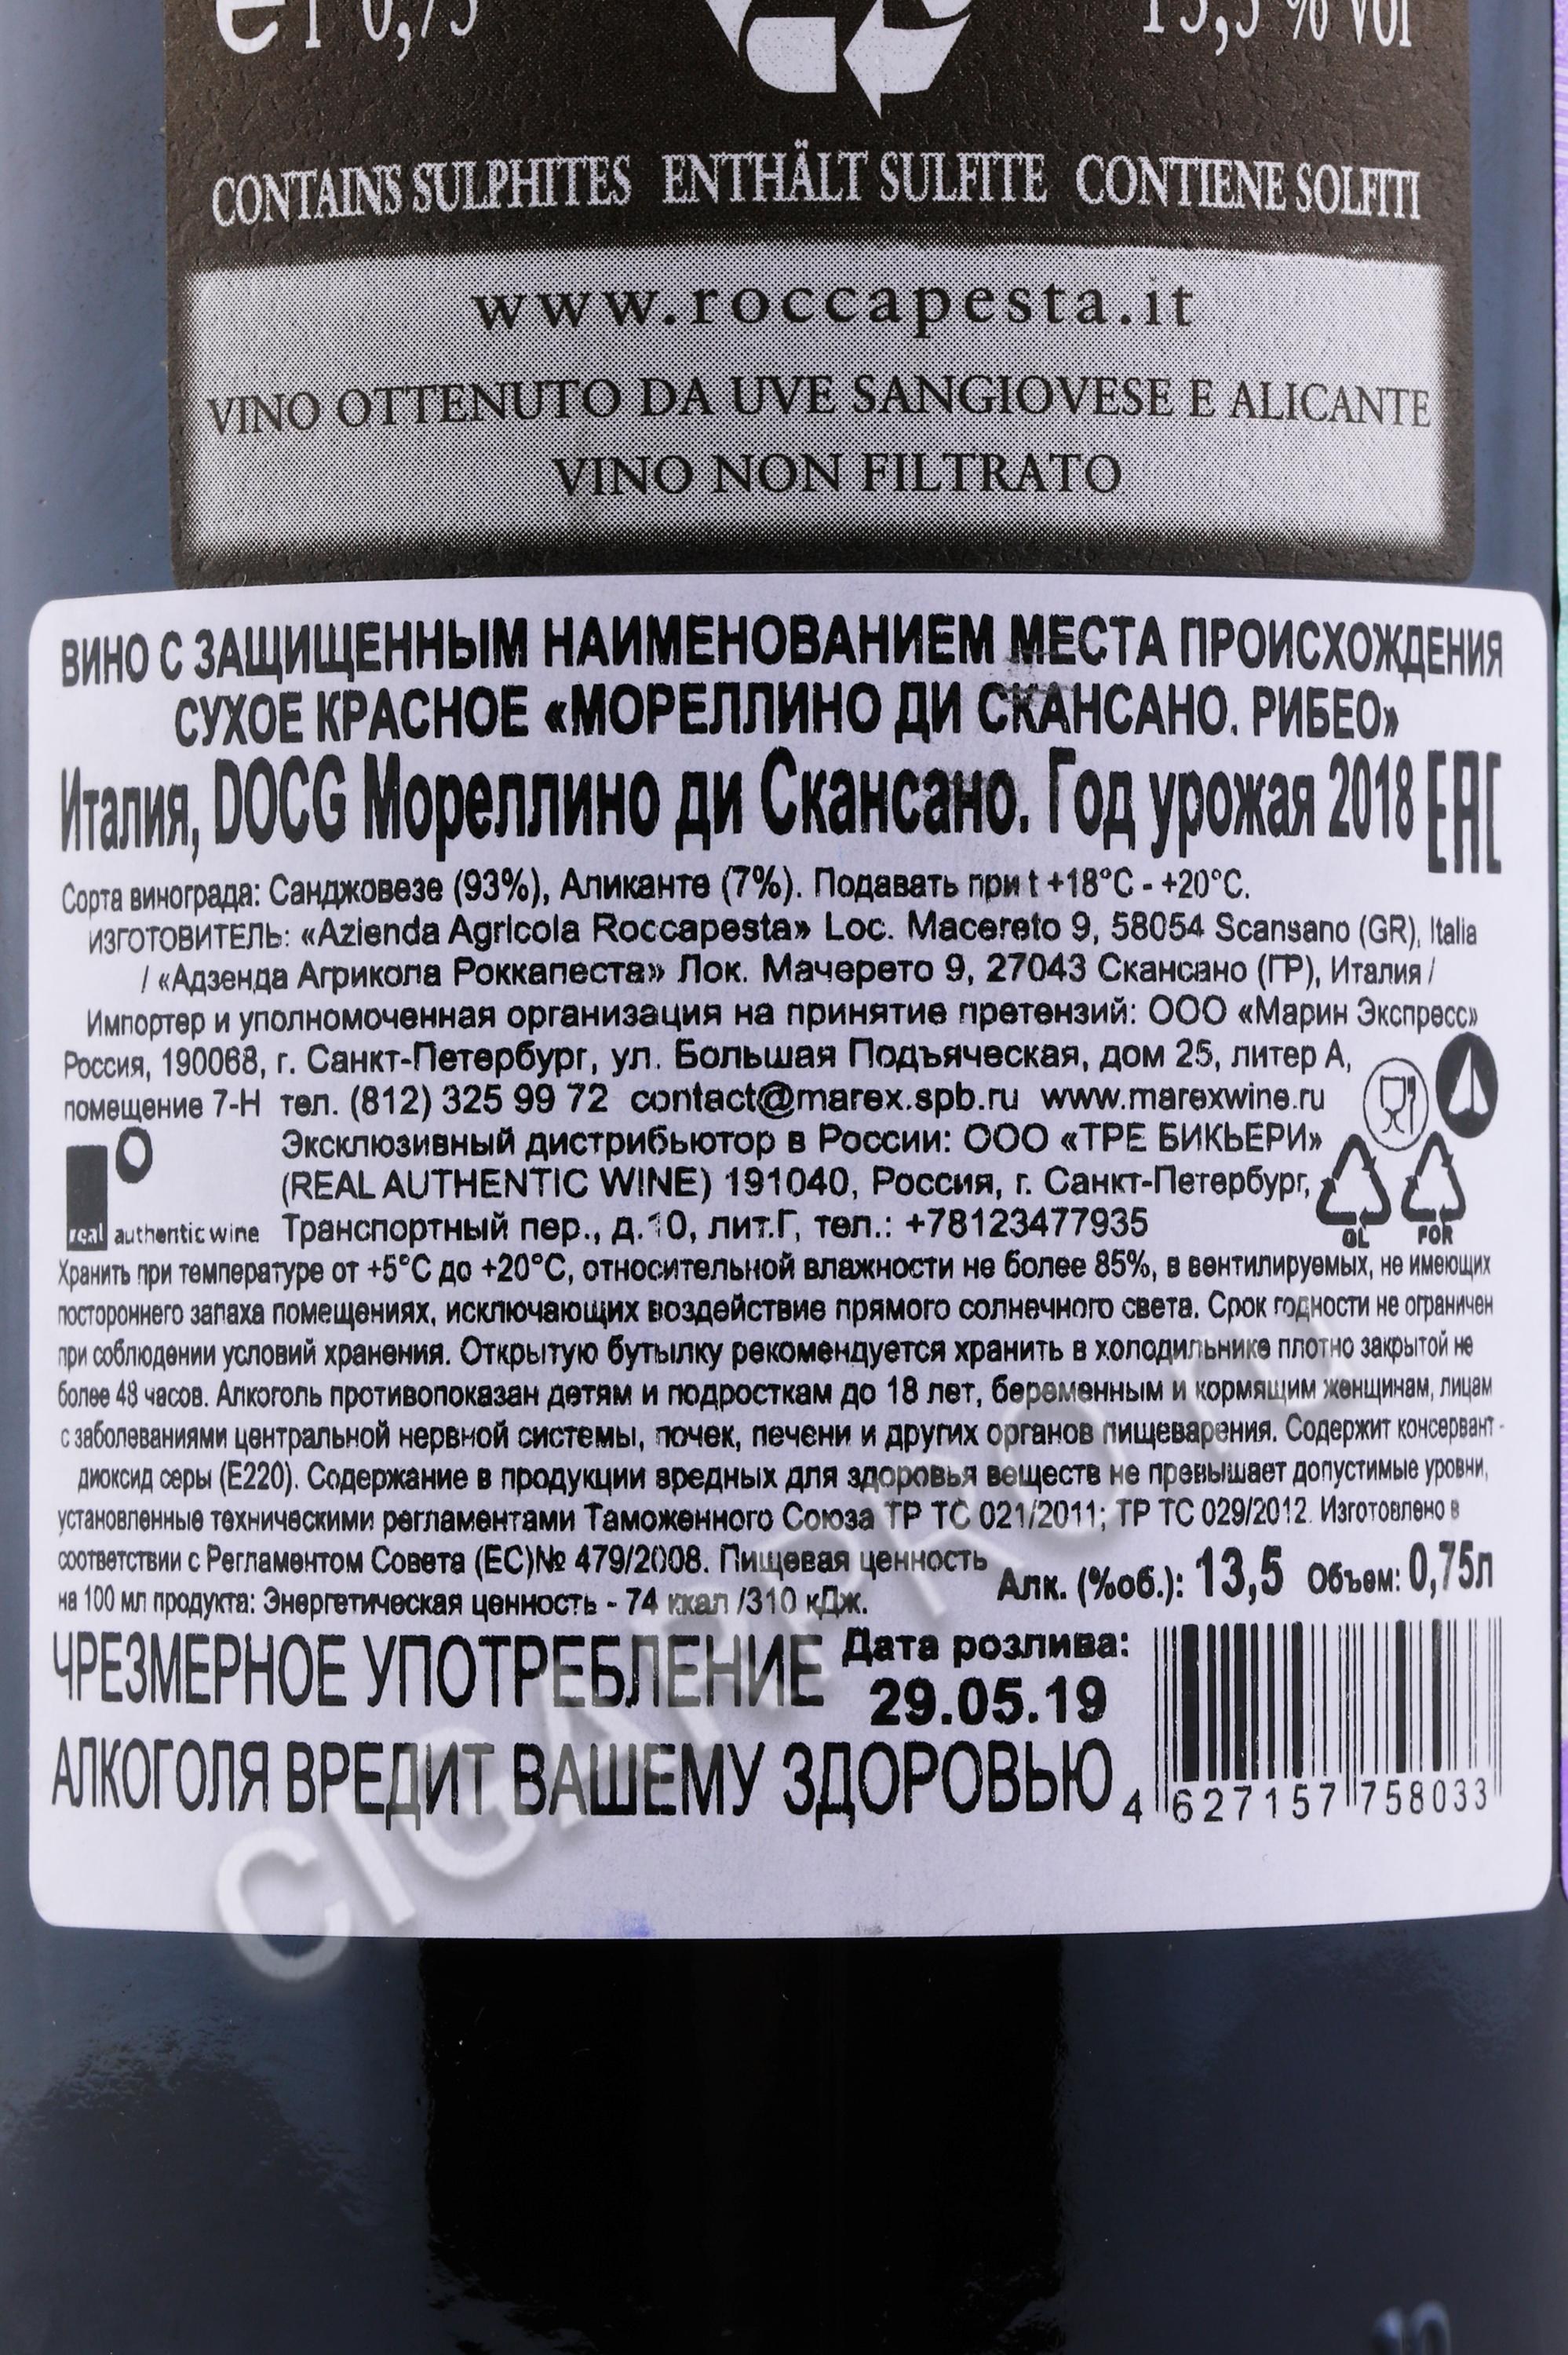 e l 0,75
13,5 % vol
CONTAINS SULPHITES ENTHÄLT SULFITE CONTIENE SOLFITI
www.roccapesta.it
VINO OTTENUTO DA UVE SANGIOVESE E ALICANTE
VINO NON FILTRATO
ВИНО С ЗАЩИЩЕННЫМ НАИМЕНОВАНИЕМ МЕСТА ПРОИСХОЖДЕНИЯ
СУХОЕ КРАСНОЕ «МОРЕЛЛИНО ДИ СКАНСАНО. РИБЕО»
Италия, DOCG Мореллино ди Скансано. Год урожая 2018 EAC
Сорта винограда: Санджовезе (93%), Аликанте (7%). Подавать при t +18°C - +20°C.
ИЗГОТОВИТЕЛЬ: «Azienda Agricola Roccapesta» Loc. Macereto 9, 58054 Scansano (GR), Italia
/ «Адзенда Агрикола Роккапеста» Лок. Мачерето 9, 27043 Скансано (ГР), Италия /
Импортер и уполномоченная организация на принятие претензий: ООО «Марин Экспресс»
Россия, 190068, г. Санкт-Петербург, ул. Большая Подъяческая, дом 25, литер А,
помещение 7-Н тел. (812) 325 99 72 contact@marex.spb.ru www.marexwine.ru
Эксклюзивный дистрибьютор в России: ООО «ТРЕ БИКЬЕРИ»
(REAL AUTHENTIC WINE) 191040, Россия, г. Санкт-Петербург,
real authentic wine Транспортный пер., д.10, лит.Г, тел.: +78123477935
GL FOR
Хранить при температуре от +5°C до +20°C, относительной влажности не более 85%, в вентилируемых, не имеющих
постороннего запаха помещениях, исключающих воздействие прямого солнечного света. Срок годности не ограничен
при соблюдении условий хранения. Открытую бутылку рекомендуется хранить в холодильнике плотно закрытой не
более 48 часов. Алкоголь противопоказан детям и подросткам до 18 лет, беременным и кормящим женщинам, лицам
с заболеваниями центральной нервной системы, почек, печени и других органов пищеварения. Содержит консервант -
диоксид серы (Е220). Содержание в продукции вредных для здоровья веществ не превышает допустимые уровни,
установленные техническими регламентами Таможенного Союза ТР ТС 021/2011; ТР ТС 029/2012. Изготовлено в
соответствии с Регламентом Совета (ЕС)№ 479/2008. Пищевая ценность
на 100 мл продукта: Энергетическая ценность - 74 ккал /310 кДж.
Алк. (%об.): 13,5 Объем: 0,75л
ЧРЕЗМЕРНОЕ УПОТРЕБЛЕНИЕ
АЛКОГОЛЯ ВРЕДИТ ВАШЕМУ ЗДОРОВЬЮ
Дата розлива:
29.05.19
4 627157 758033
CIGARPRO.ru